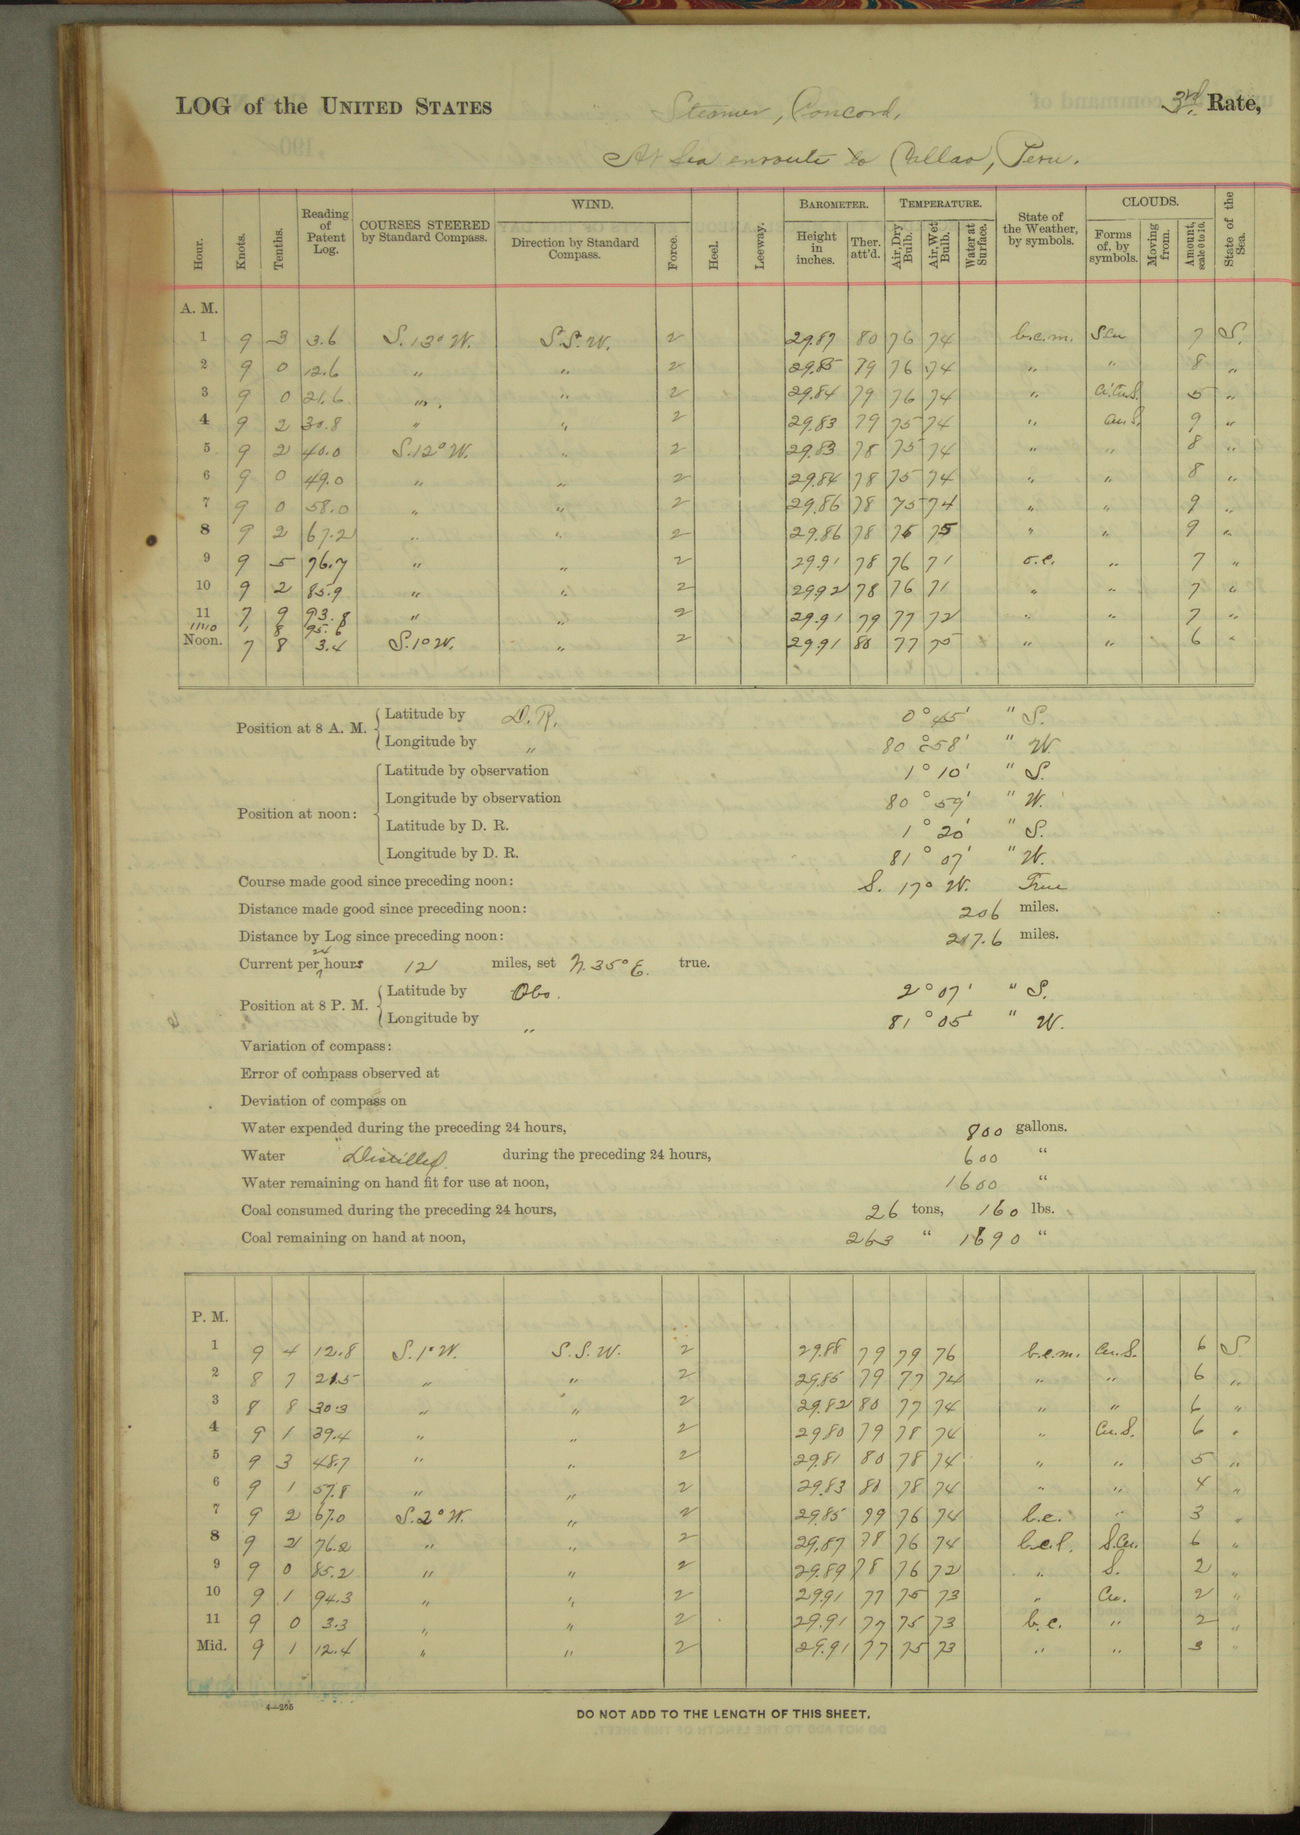 LOG of the UNITED STATES Steamer, Concord, 3rd Rate,
At Sea enroute to Callao, Peru.
Hour. Knots. Tenths. Reading of Patent Log. COURSES STEERED by Standard Compass. WIND. Direction by Standard Compass. Force. Heel. Leeway. BAROMETER. Height in inches. Ther. att'd. TEMPERATURE. Air, Dry Bulb. Air, Wet Bulb. Water at Surface. State of the Weather, by symbols. CLOUDS. Forms of, by symbols. Moving from. Amount, scale 0 to 10. State of the Sea.
A. M.
1 9 3 3.6 S. 13° W. S.S.W. 2 29.87 80 76 74 b.c.m. S.cu 7 S.
2 9 0 12.6 " " 2 29.85 79 76 74 " " 8 "
3 9 0 21.6 " " 2 29.84 79 76 74 " Ci.Cu.S. 5 "
4 9 2 30.8 " " 2 29.83 79 75 74 " Cu.S. 9 "
5 9 2 40.0 S.12° W. " 2 29.83 78 75 74 " " 8 "
6 9 0 49.0 " " 2 29.84 78 75 74 " " 8 "
7 9 0 58.0 " " 2 29.86 78 75 74 " " 9 "
8 9 2 67.2 " " 2 29.86 78 76 75 " " 9 "
9 9 5 76.7 " " 2 29.91 78 76 71 o.c. " 7 "
10 9 2 85.9 " " 2 29.92 78 76 71 " " 7 "
11 7 9 93.8 " " 2 29.91 79 77 72 " " 7 "
1 8 95.6
Noon. 7 8 3.4 S.1° W. " 2 29.91 80 77 75 " " 6 "
Position at 8 A. M. Latitude by D. R. 0° 45' " S.
Longitude by " 80° 58' " W.
Position at noon: Latitude by observation 1° 10' " S.
Longitude by observation 80° 59' " W.
Latitude by D. R. 1° 20' " S.
Longitude by D. R. 81° 07' " W.
Course made good since preceding noon: S. 17° W. True
Distance made good since preceding noon: 206 miles.
Distance by Log since preceding noon: 217.6 miles.
Current per 24 hours 12 miles, set N. 35° E. true.
Position at 8 P. M. Latitude by Obs. 2° 07' " S.
Longitude by " 81° 05' " W.
Variation of compass:
Error of compass observed at
Deviation of compass on
Water expended during the preceding 24 hours, 800 gallons.
Water Distilled during the preceding 24 hours, 600 "
Water remaining on hand fit for use at noon, 1600 "
Coal consumed during the preceding 24 hours, 26 tons, 160 lbs.
Coal remaining on hand at noon, 263 " 1690 "
P. M.
1 9 4 12.8 S.1° W. S.S.W. 2 29.88 79 79 76 b.c.m. Cu.S. 6 S.
2 8 7 21.5 " " 2 29.85 79 77 74 " " 6 "
3 8 8 30.3 " " 2 29.82 80 77 74 " " 6 "
4 9 1 39.4 " " 2 29.80 79 78 74 " Cu.S. 6 "
5 9 3 48.7 " " 2 29.81 80 78 74 " " 5 "
6 9 1 57.8 " " 2 29.83 80 78 74 " " 4 "
7 9 2 67.0 S.2° W. " 2 29.85 79 76 74 b.c. " 3 "
8 9 2 76.2 " " 2 29.87 78 76 74 b.c.l. S.Cu. 6 "
9 9 0 85.2 " " 2 29.89 78 76 72 " S. 2 "
10 9 1 94.3 " " 2 29.91 77 75 73 " Cu. 2 "
11 9 0 3.3 " " 2 29.91 77 75 73 b.c. " 2 "
Mid. 9 1 12.4 " " 2 29.91 77 75 73 " " 3 "
4—205
DO NOT ADD TO THE LENGTH OF THIS SHEET.